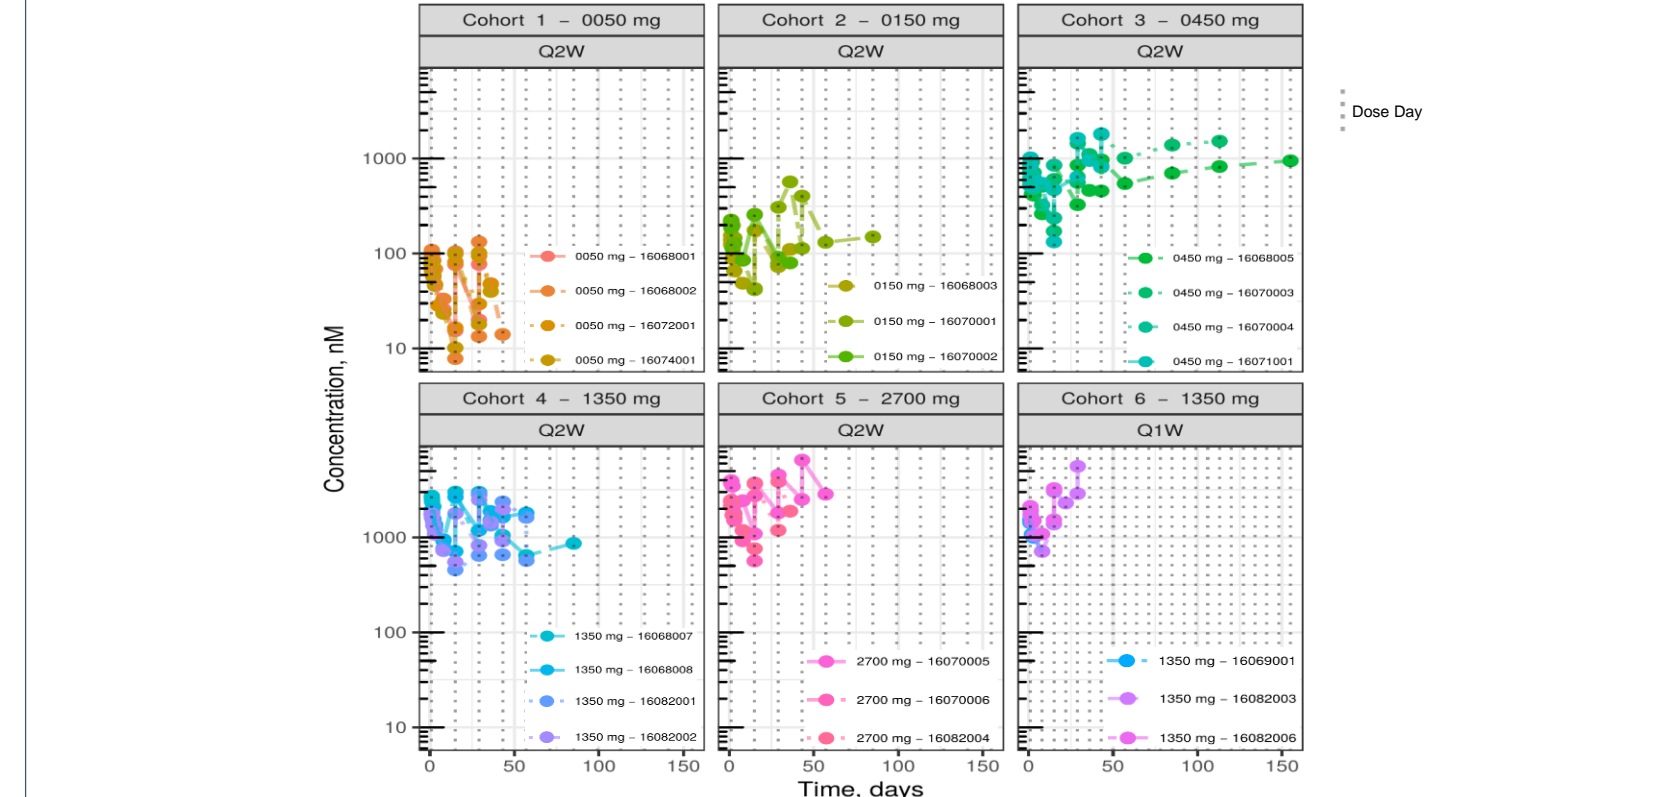 Cohort 1 – 0050 mg
Cohort 2 – 0150 mg
Cohort 3 – 0450 mg
Q2W
Q2W
Q2W
Dose Day
1000
100
10
0050 mg – 16068001
0050 mg – 16068002
0050 mg – 16072001
0050 mg – 16074001
0150 mg – 16068003
0150 mg – 16070001
0150 mg – 16070002
0450 mg – 16068005
0450 mg – 16070003
0450 mg – 16070004
0450 mg – 16071001
Concentration, nM
Cohort 4 – 1350 mg
Cohort 5 – 2700 mg
Cohort 6 – 1350 mg
Q2W
Q2W
Q1W
1000
100
10
1350 mg – 16068007
1350 mg – 16068008
1350 mg – 16082001
1350 mg – 16082002
2700 mg – 16070005
2700 mg – 16070006
2700 mg – 16082004
1350 mg – 16069001
1350 mg – 16082003
1350 mg – 16082006
0 50 100 150
0 50 100 150
0 50 100 150
Time, days